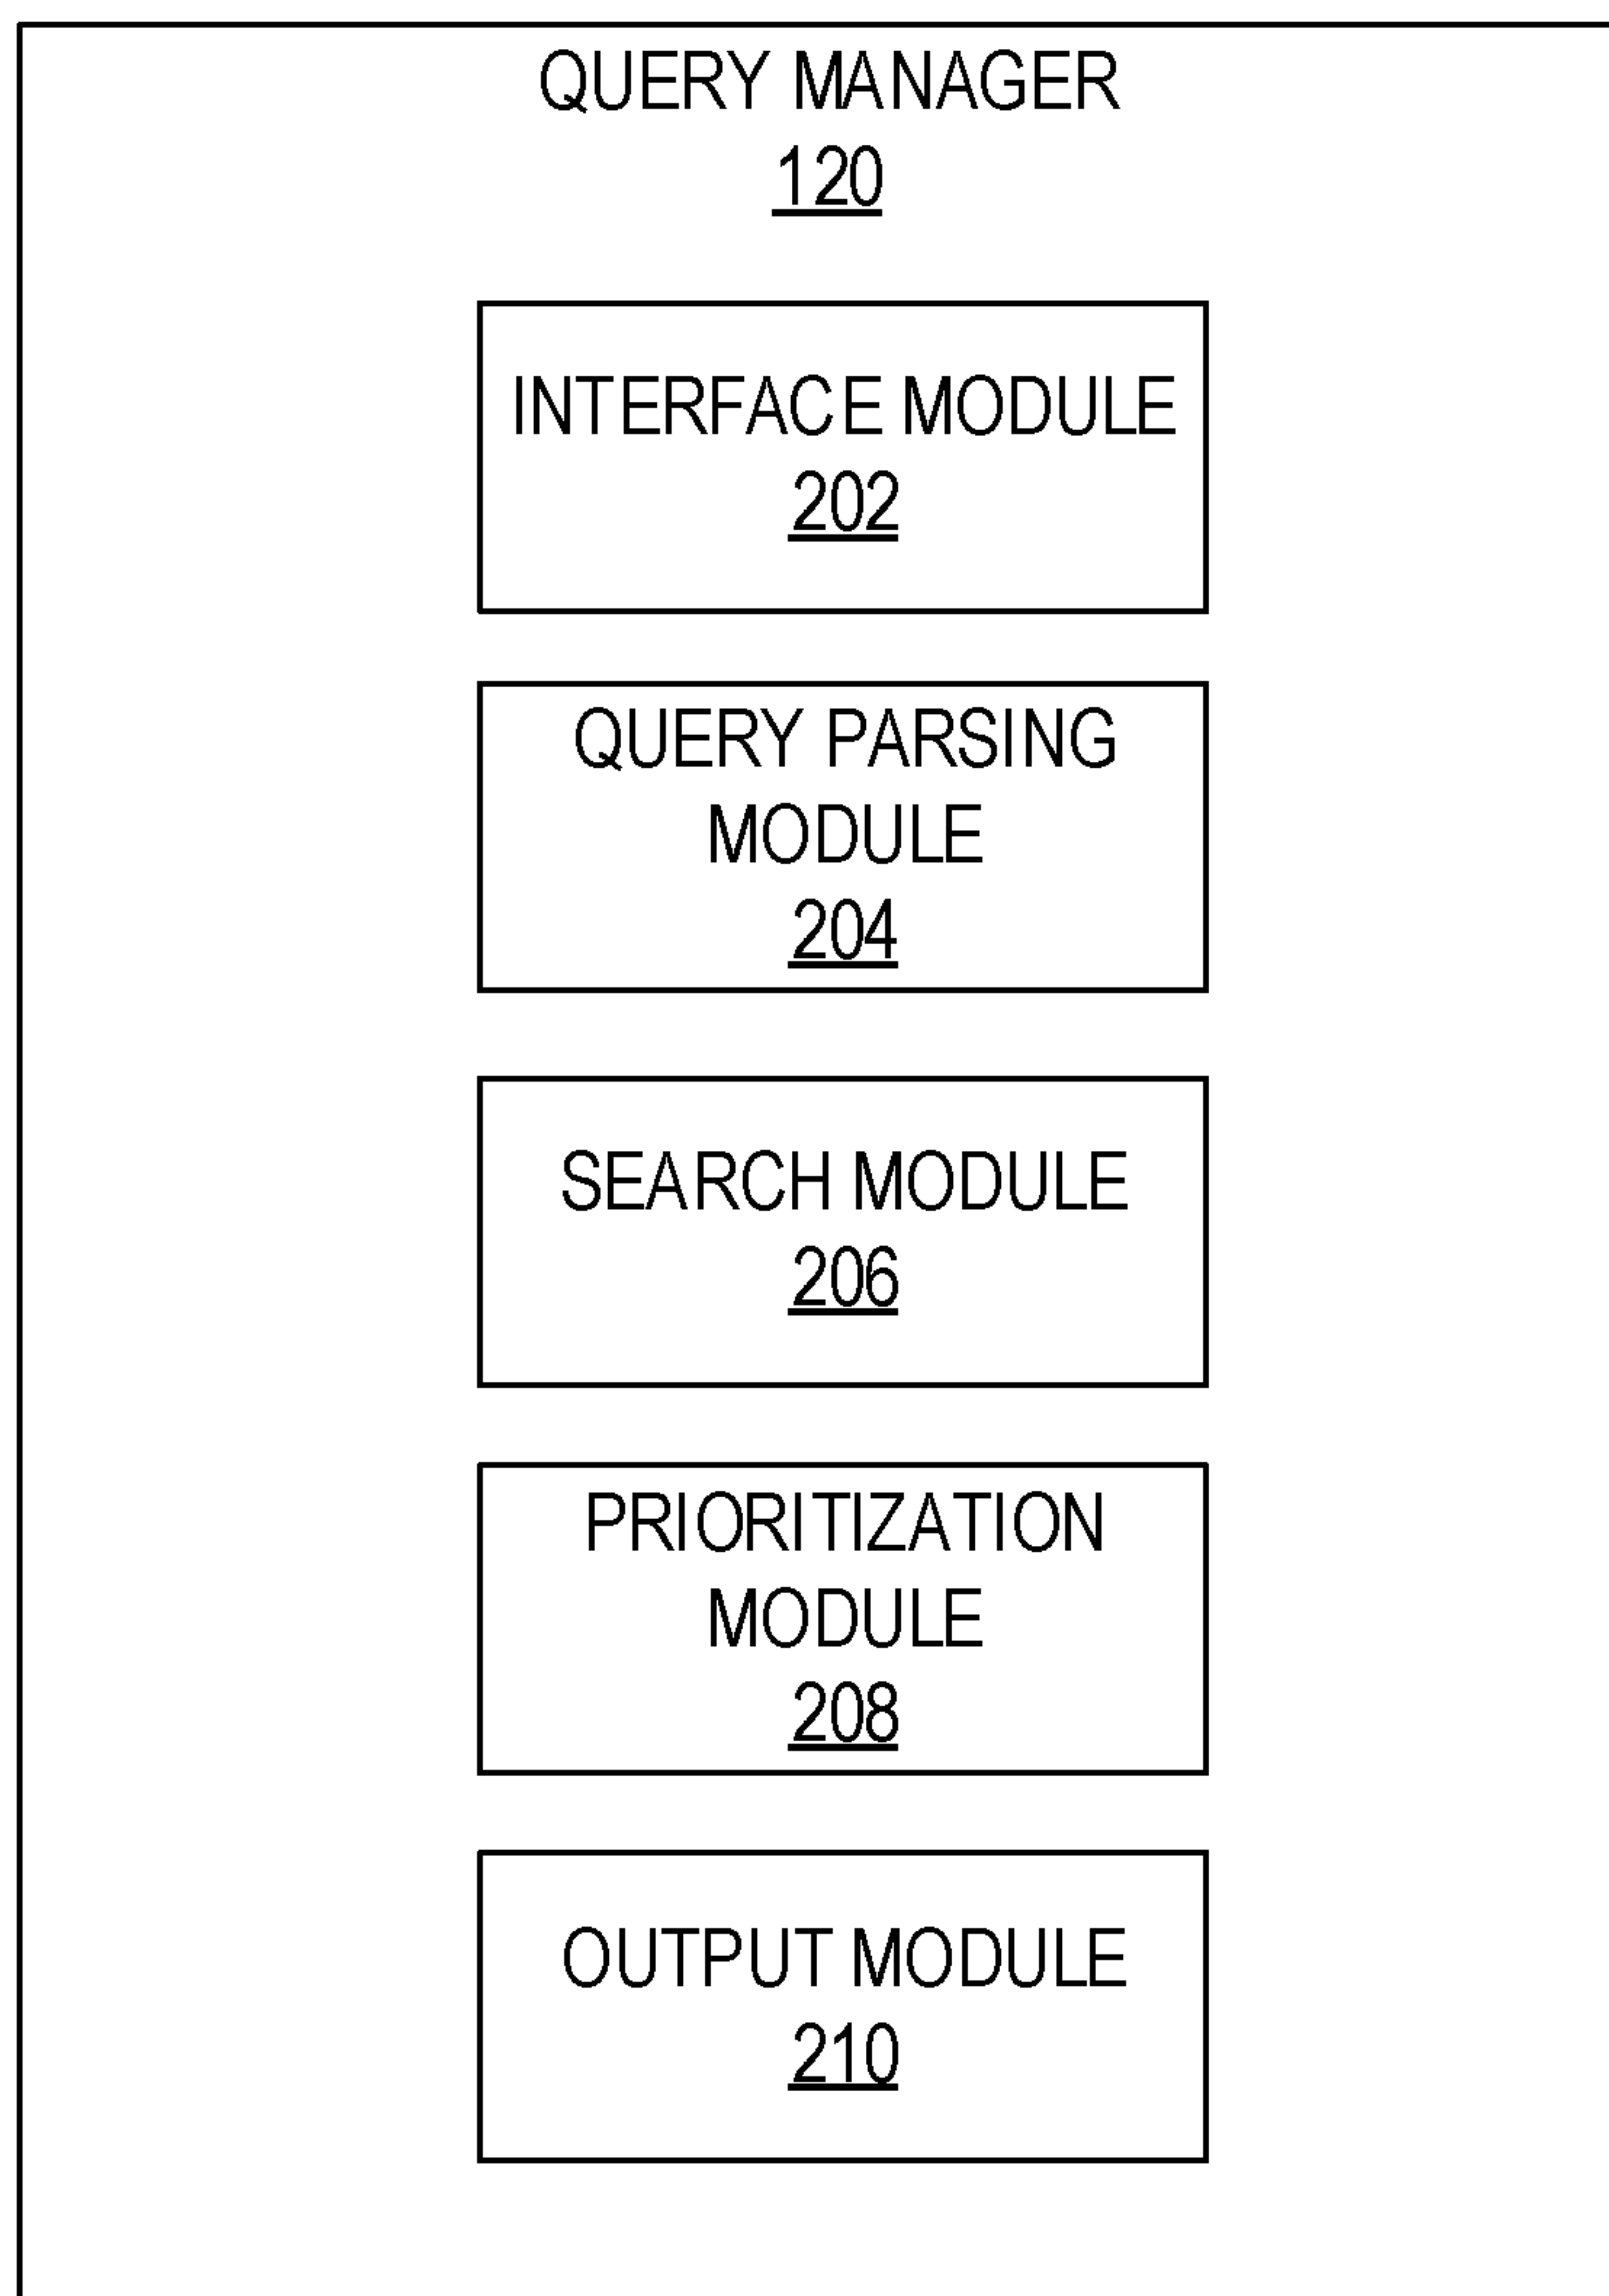 QUERY MANAGER
120
INTERFACE MODULE
202
QUERY PARSING
MODULE
204
SEARCH MODULE
206
PRIORITIZATION
MODULE
208
OUTPUT MODULE
210